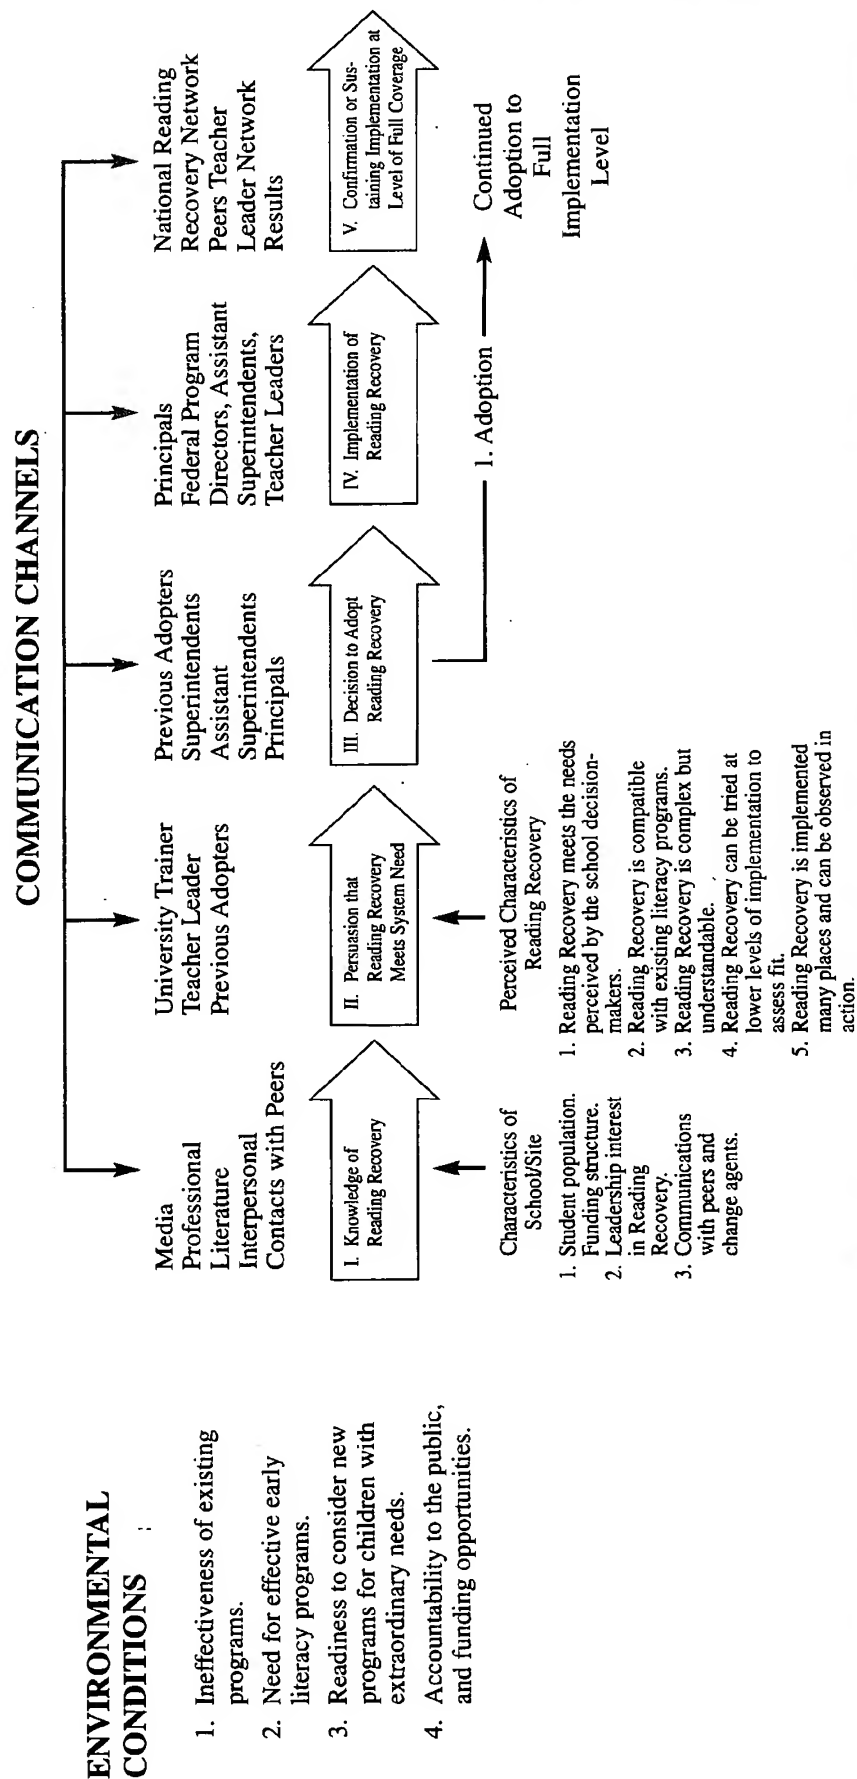 ENVIRONMENTAL
CONDITIONS
1. Ineffectiveness of existing
programs.
2. Need for effective early
literacy programs.
3. Readiness to consider new
programs for children with
extraordinary needs.
4. Accountability to the public,
and funding opportunities.
COMMUNICATION CHANNELS
Media
Professional
Literature
Interpersonal
Contacts with Peers
University Trainer
Teacher Leader
Previous Adopters
Previous Adopters
Superintendents
Assistant
Superintendents
Principals
Principals
Federal Program
Directors, Assistant
Superintendents,
Teacher Leaders
National Reading
Recovery Network
Peers Teacher
Leader Network
Results
I. Knowledge of
Reading Recovery
II. Persuasion that
Reading Recovery
Meets System Need
III. Decision to Adopt
Reading Recovery
IV. Implementation of
Reading Recovery
V. Confirmation or Sus-
taining Implementation at
Level of Full Coverage
Characteristics of
School/Site
1. Student population.
Funding structure.
2. Leadership interest
in Reading
Recovery.
3. Communications
with peers and
change agents.
Perceived Characteristics of
Reading Recovery
1. Reading Recovery meets the needs
perceived by the school decision-
makers.
2. Reading Recovery is compatible
with existing literacy programs.
3. Reading Recovery is complex but
understandable.
4. Reading Recovery can be tried at
lower levels of implementation to
assess fit.
5. Reading Recovery is implemented
many places and can be observed in
action.
1. Adoption
Continued
Adoption to
Full
Implementation
Level